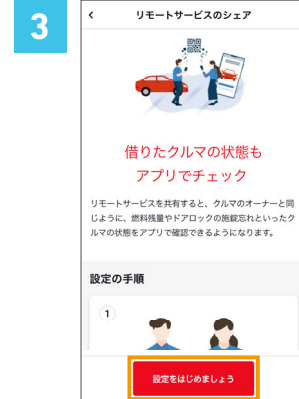 3
リモートサービスのシェア
借りたクルマの状態も
アプリでチェック
リモートサービスを共有すると、クルマのオーナーと同
じように、燃料残量やドアロックの施錠忘れといったク
ルマの状態をアプリで確認できるようになります。
設定の手順
1
設定をはじめましょう